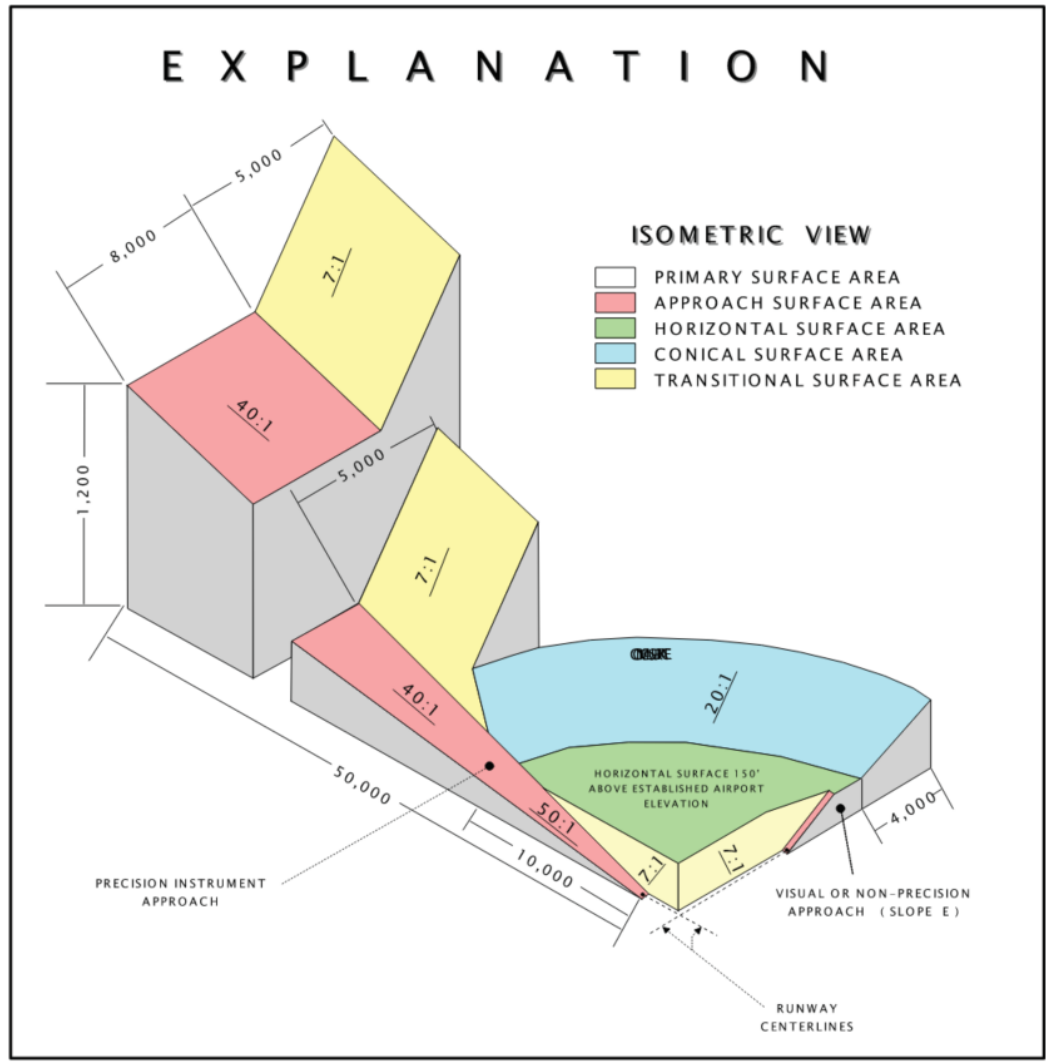 EXPLANATION
5,000
8,000
7:1
ISOMETRIC VIEW
PRIMARY SURFACE AREA
APPROACH SURFACE AREA
HORIZONTAL SURFACE AREA
CONICAL SURFACE AREA
TRANSITIONAL SURFACE AREA
40:1
1,200
5,000
7:1
20:1
40:1
HORIZONTAL SURFACE 150'
ABOVE ESTABLISHED AIRPORT
ELEVATION
50,000
50:1
4,000
10,000
7:1
7:1
PRECISION INSTRUMENT
APPROACH
VISUAL OR NON-PRECISION
APPROACH (SLOPE E)
RUNWAY
CENTERLINES